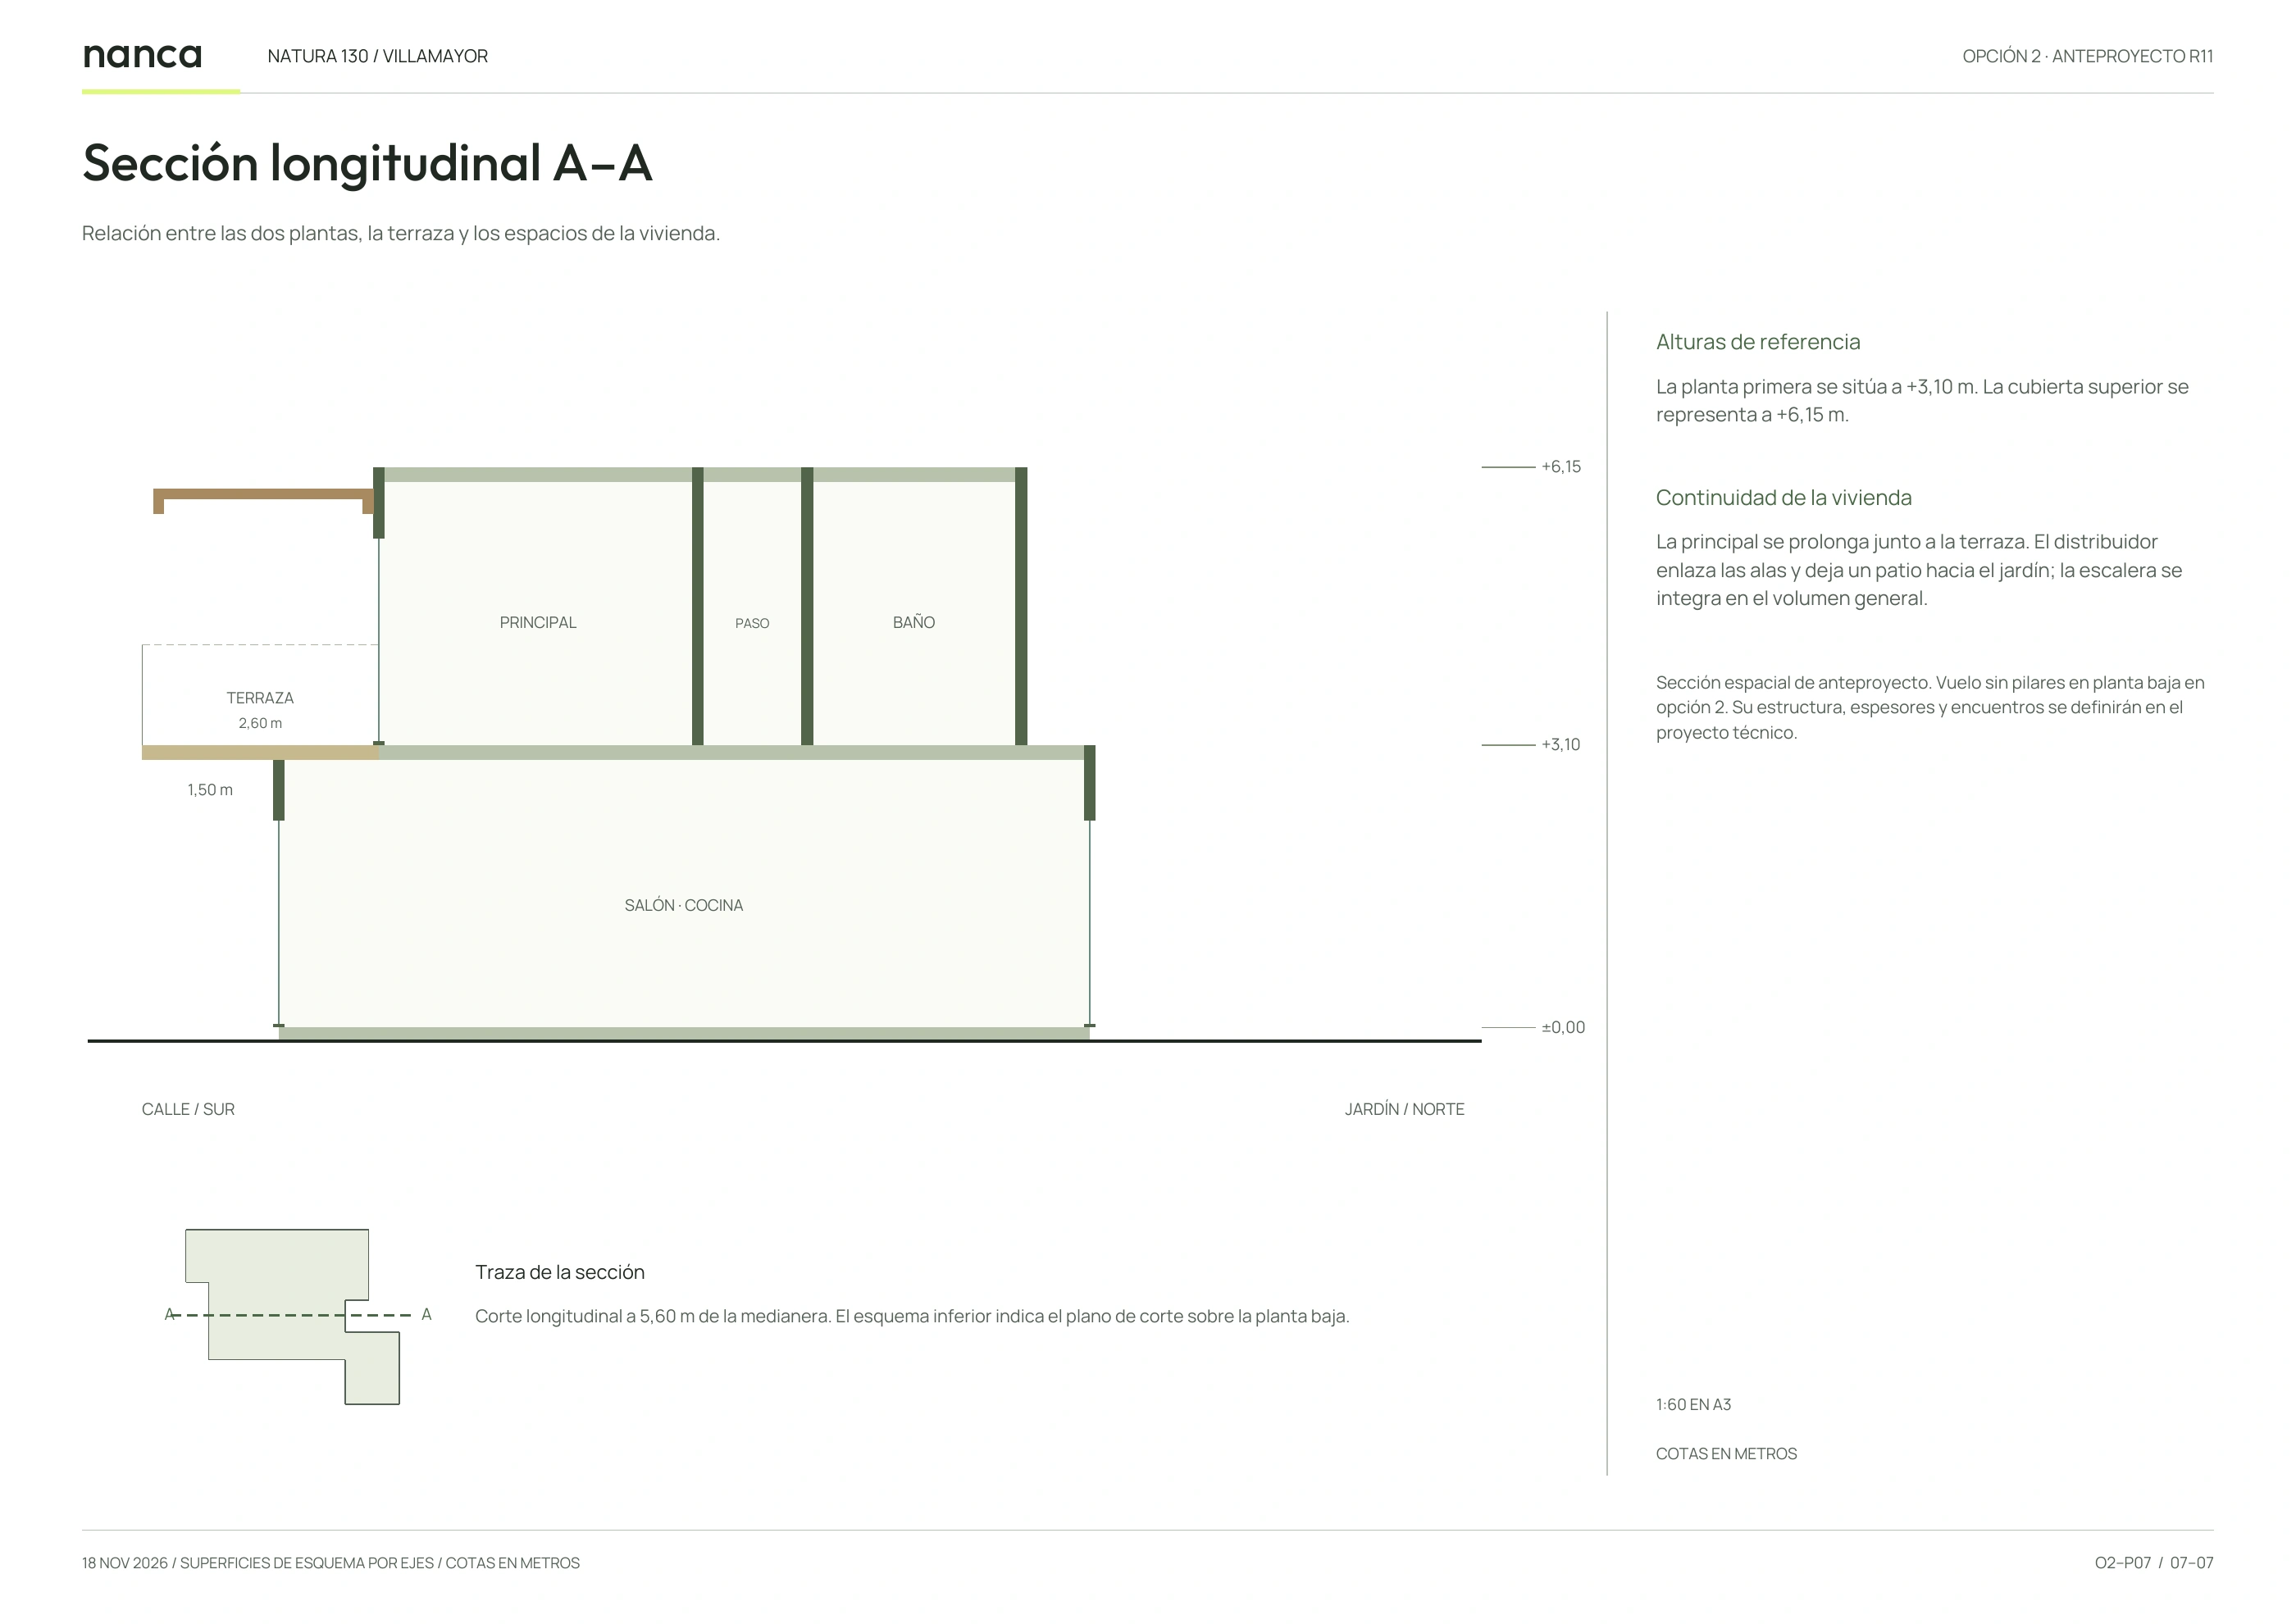 nanca
NATURA 130 / VILLAMAYOR
OPCIÓN 2 · ANTEPROYECTO R11
Sección longitudinal A–A
Relación entre las dos plantas, la terraza y los espacios de la vivienda.
Alturas de referencia
La planta primera se sitúa a +3,10 m. La cubierta superior se
representa a +6,15 m.
Continuidad de la vivienda
La principal se prolonga junto a la terraza. El distribuidor
enlaza las alas y deja un patio hacia el jardín; la escalera se
integra en el volumen general.
Sección espacial de anteproyecto. Vuelo sin pilares en planta baja en
opción 2. Su estructura, espesores y encuentros se definirán en el
proyecto técnico.
+6,15
PRINCIPAL
PASO
BAÑO
TERRAZA
2,60 m
+3,10
1,50 m
SALÓN · COCINA
±0,00
CALLE / SUR
JARDÍN / NORTE
A
A
Traza de la sección
Corte longitudinal a 5,60 m de la medianera. El esquema inferior indica el plano de corte sobre la planta baja.
1:60 EN A3
COTAS EN METROS
18 NOV 2026 / SUPERFICIES DE ESQUEMA POR EJES / COTAS EN METROS
O2–P07 / 07–07